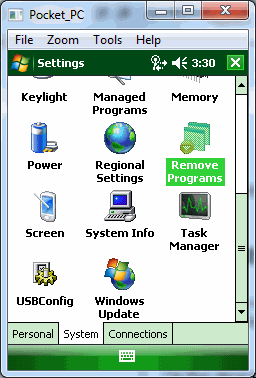 Pocket_PC
File Zoom Tools Help
Settings 3:30
Keylight Managed Programs Memory
Power Regional Settings Remove Programs
Screen System Info Task Manager
USBConfig Windows Update
Personal System Connections